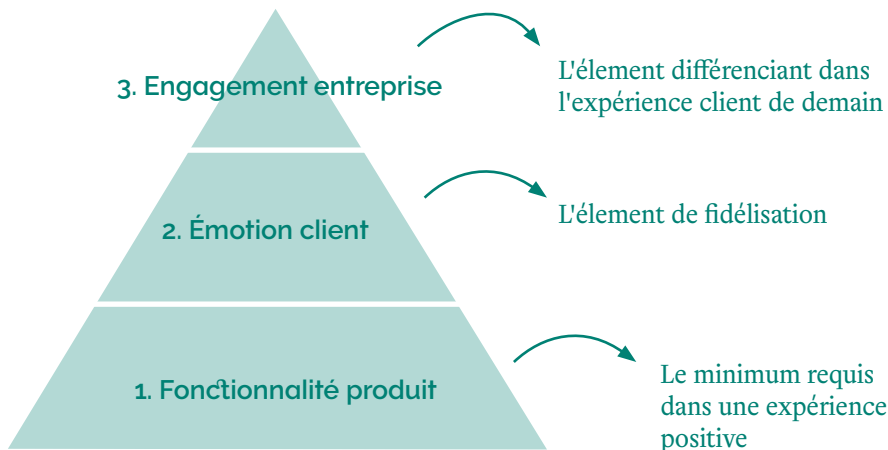 3. Engagement entreprise
L'élement différenciant dans
l'expérience client de demain
2. Émotion client
L'élement de fidélisation
1. Fonctionnalité produit
Le minimum requis
dans une expérience
positive